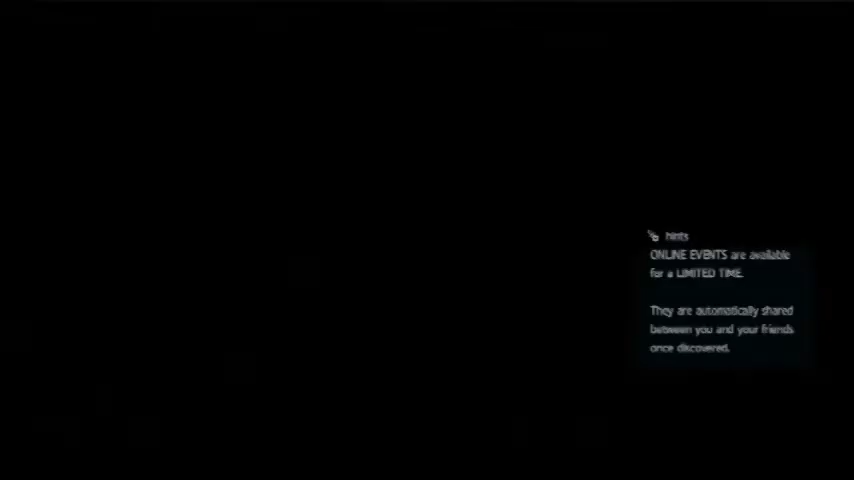 hints
ONLINE EVENTS are available
for a LIMITED TIME.
They are automatically shared
between you and your friends
once discovered.